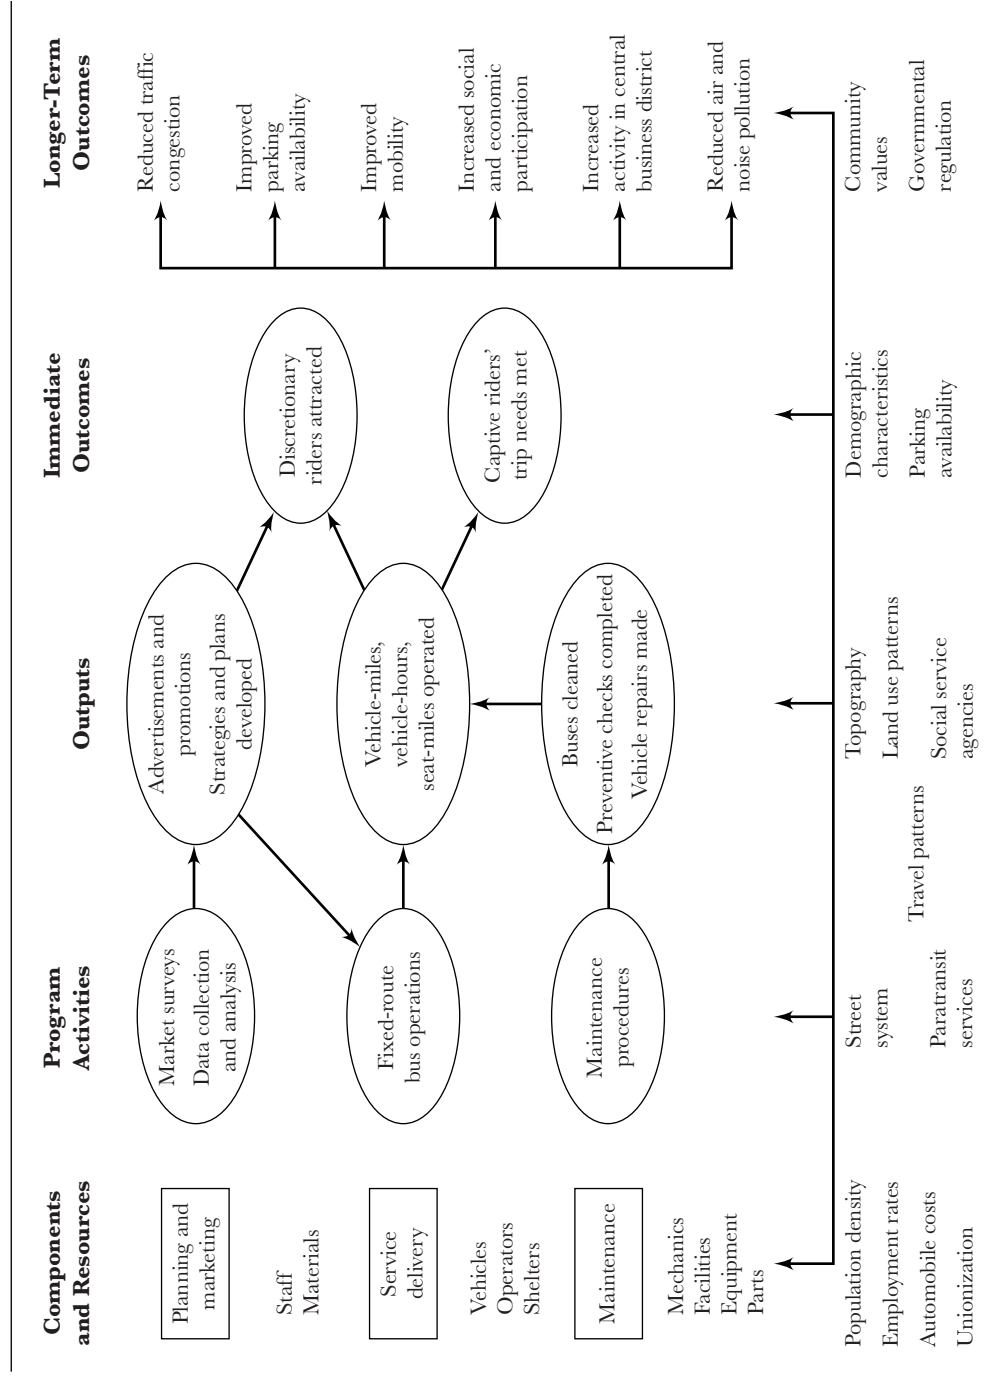 Components
and Resources
Program
Activities
Outputs
Immediate
Outcomes
Longer-Term
Outcomes
Planning and
marketing
Staff
Materials
Service
delivery
Vehicles
Operators
Shelters
Maintenance
Mechanics
Facilities
Equipment
Parts
Market surveys
Data collection
and analysis
Fixed-route
bus operations
Maintenance
procedures
Advertisements and
promotions
Strategies and plans
developed
Vehicle-miles,
vehicle-hours,
seat-miles operated
Buses cleaned
Preventive checks completed
Vehicle repairs made
Discretionary
riders attracted
Captive riders’
trip needs met
Reduced traffic
congestion
Improved
parking
availability
Improved
mobility
Increased social
and economic
participation
Increased
activity in central
business district
Reduced air and
noise pollution
Population density
Employment rates
Automobile costs
Unionization
Street
system
Paratransit
services
Travel patterns
Topography
Land use patterns
Social service
agencies
Demographic
characteristics
Parking
availability
Community
values
Governmental
regulation